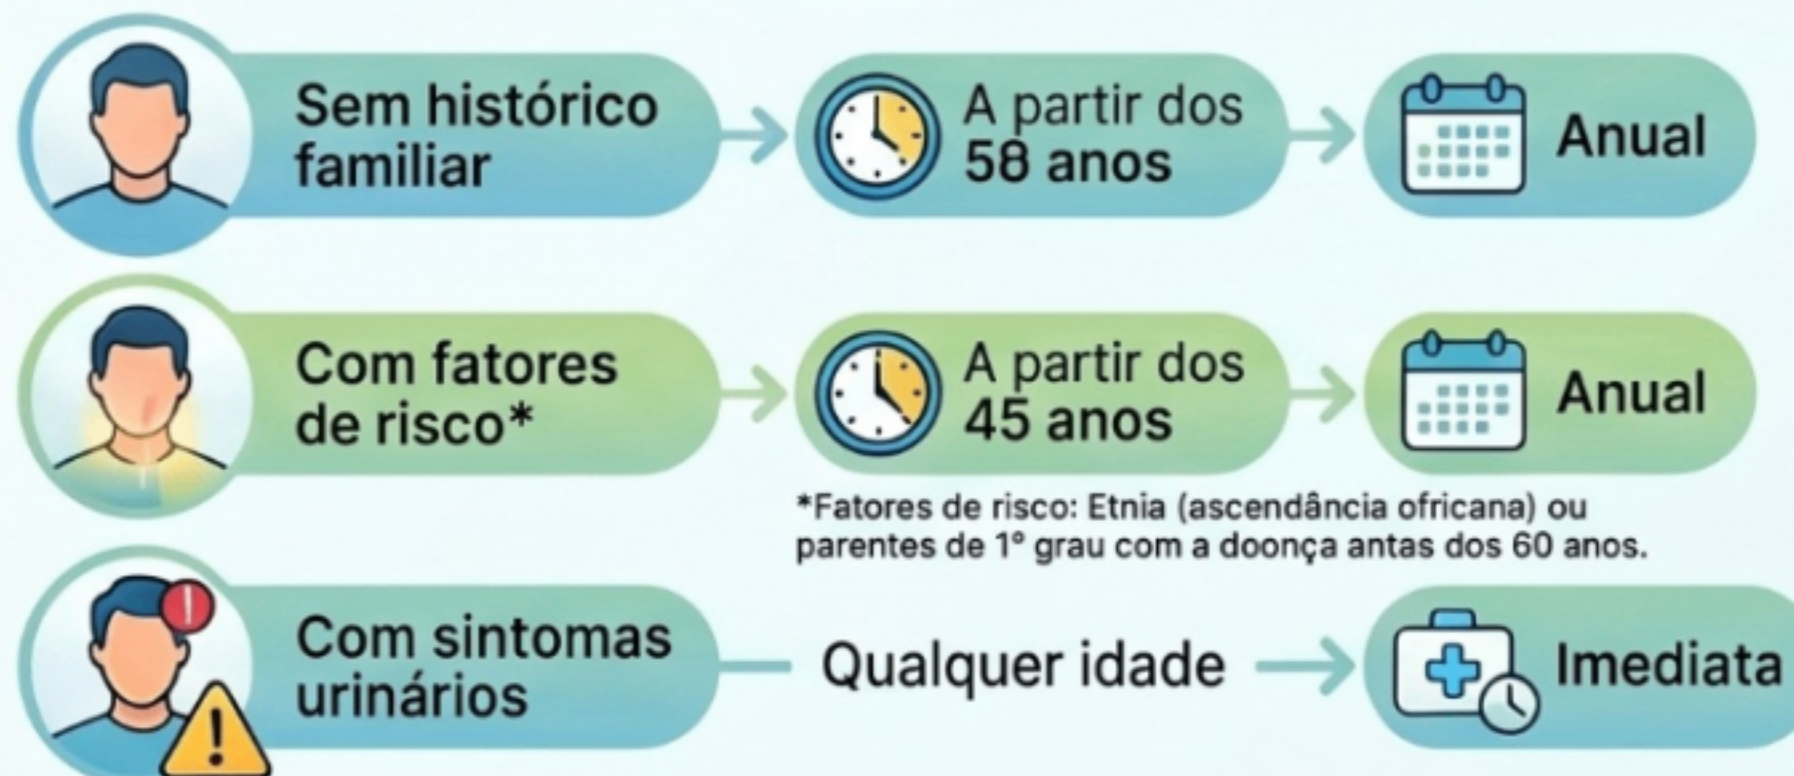 Sem histórico
familiar
A partir dos
58 anos
Anual
Com fatores
de risco*
A partir dos
45 anos
Anual
*Fatores de risco: Etnia (ascendância ofricana) ou
parentes de 1º grau com a doonça antas dos 60 anos.
Com sintomas
urinários
Qualquer idade
Imediata